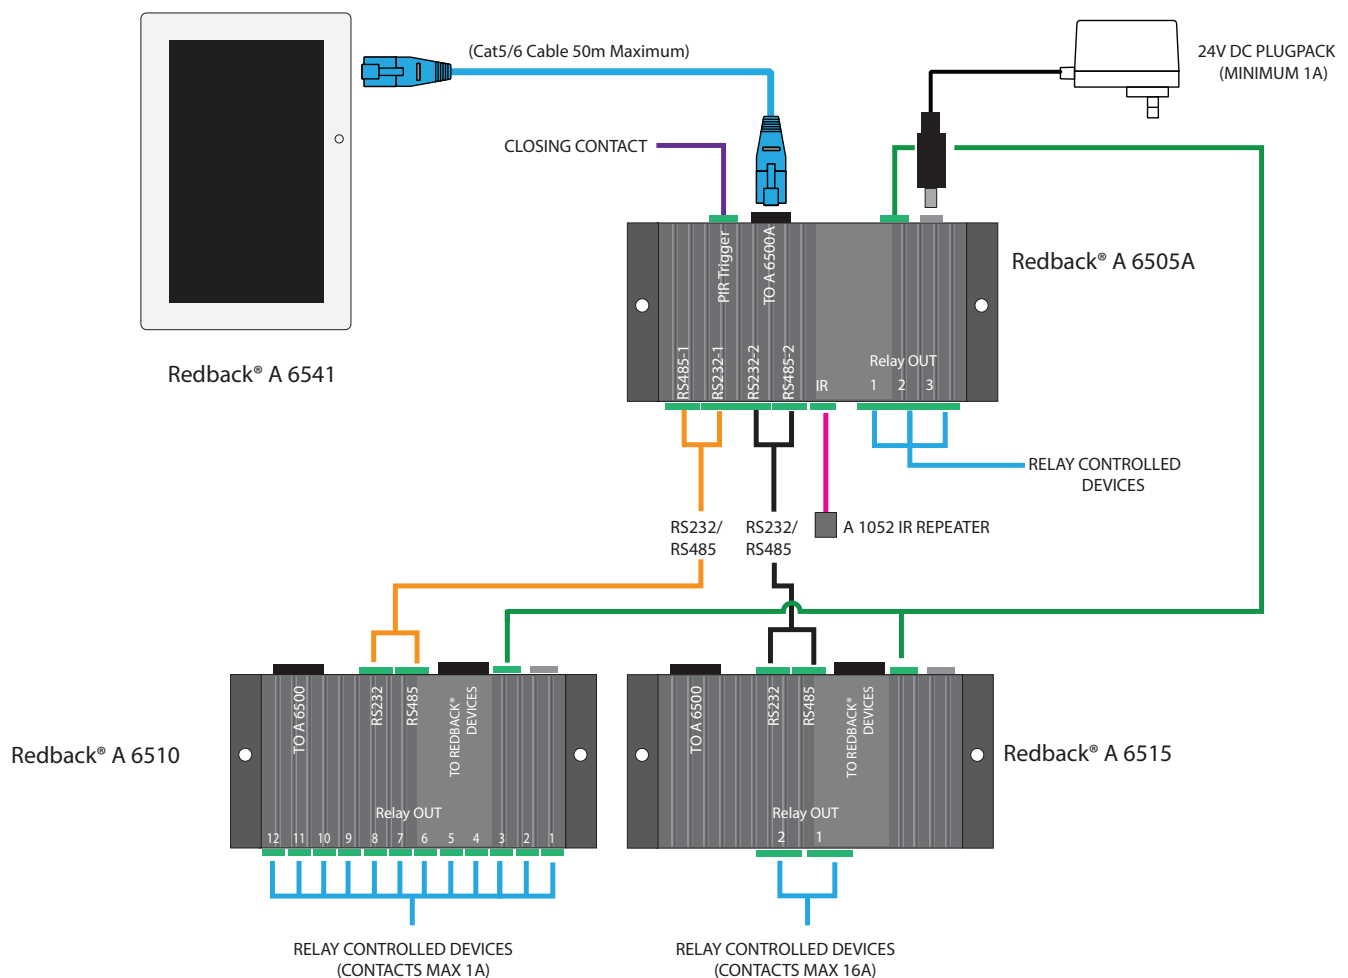 (Cat5/6 Cable 50m Maximum)
24V DC PLUGPACK
(MINIMUM 1A)
CLOSING CONTACT
PIR Trigger
TO A 6500A
Redback® A 6505A
Redback® A 6541
RS485-1
RS232-1
RS232-2
RS485-2
IR
Relay OUT
1 2 3
RELAY CONTROLLED
DEVICES
RS232/
RS485
RS232/
RS485
A 1052 IR REPEATER
Redback® A 6510
TO A 6500
RS232
RS485
TO REDBACK®
DEVICES
Relay OUT
12 11 10 9 8 7 6 5 4 3 2 1
RELAY CONTROLLED DEVICES
(CONTACTS MAX 1A)
TO A 6500
RS232
RS485
TO REDBACK®
DEVICES
Redback® A 6515
Relay OUT
2 1
RELAY CONTROLLED DEVICES
(CONTACTS MAX 16A)